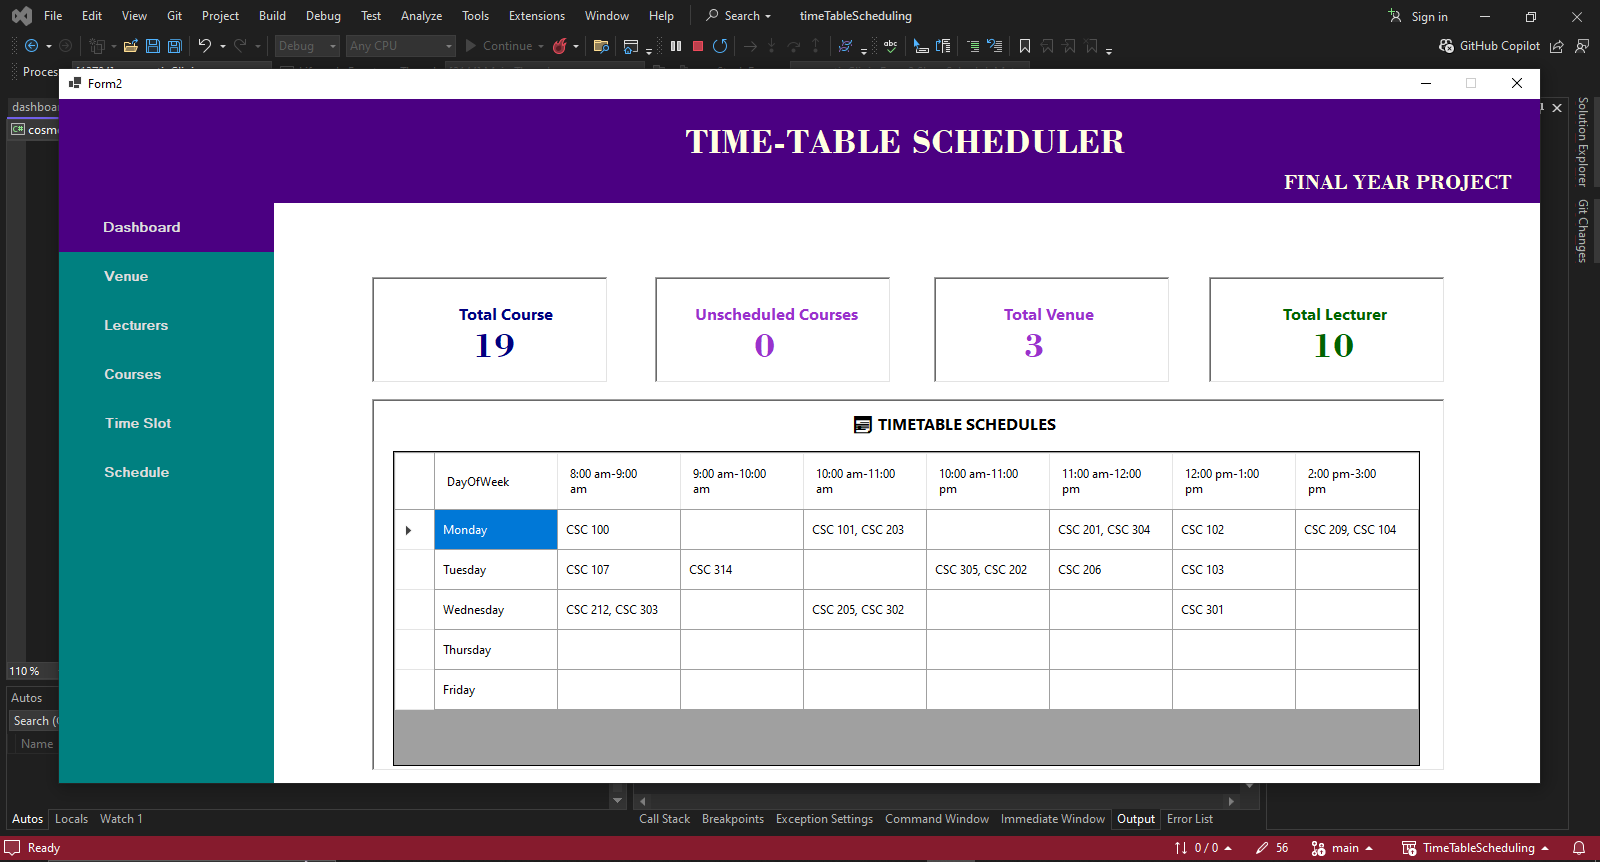 File Edit View Git Project Build Debug Test Analyze Tools Extensions Window Help Search timeTableScheduling Sign in
Debug Any CPU Continue abc GitHub Copilot
Proces
Form2
TIME-TABLE SCHEDULER
FINAL YEAR PROJECT
dashboar
C# cosm
Dashboard
Venue
Lecturers
Courses
Time Slot
Schedule
Total Course
19
Unscheduled Courses
0
Total Venue
3
Total Lecturer
10
TIMETABLE SCHEDULES
DayOfWeek 8:00 am-9:00 am 9:00 am-10:00 am 10:00 am-11:00 am 10:00 am-11:00 pm 11:00 am-12:00 pm 12:00 pm-1:00 pm 2:00 pm-3:00 pm
Monday CSC 100 CSC 101, CSC 203 CSC 201, CSC 304 CSC 102 CSC 209, CSC 104
Tuesday CSC 107 CSC 314 CSC 305, CSC 202 CSC 206 CSC 103
Wednesday CSC 212, CSC 303 CSC 205, CSC 302 CSC 301
Thursday
Friday
Solution Explorer
Git Changes
110 %
Autos
Search (
Name
Autos Locals Watch 1
Call Stack Breakpoints Exception Settings Command Window Immediate Window Output Error List
Ready 0 / 0 56 main TimeTableScheduling